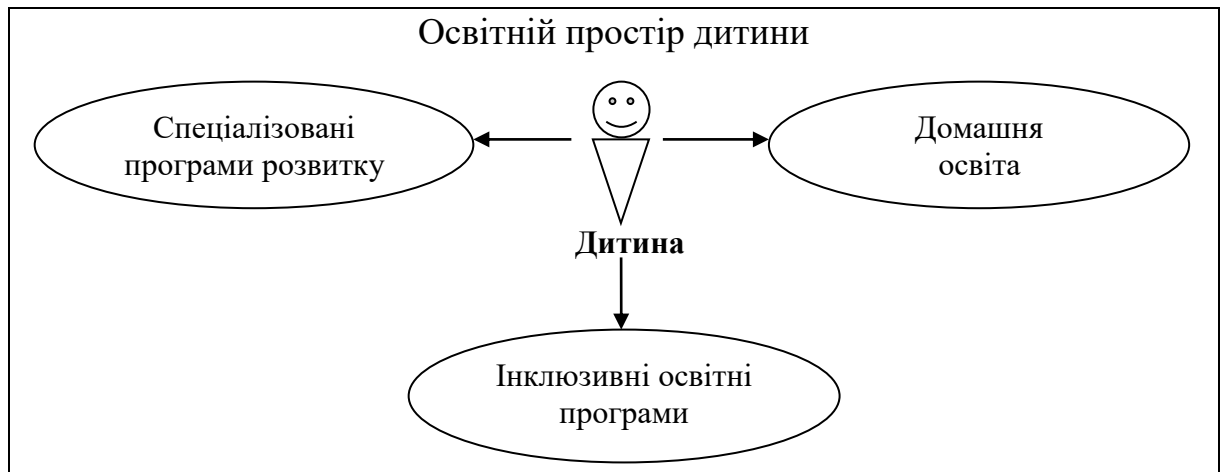 Освітній простір дитини
Спеціалізовані
програми розвитку
Домашня
освіта
Дитина
Інклюзивні освітні
програми